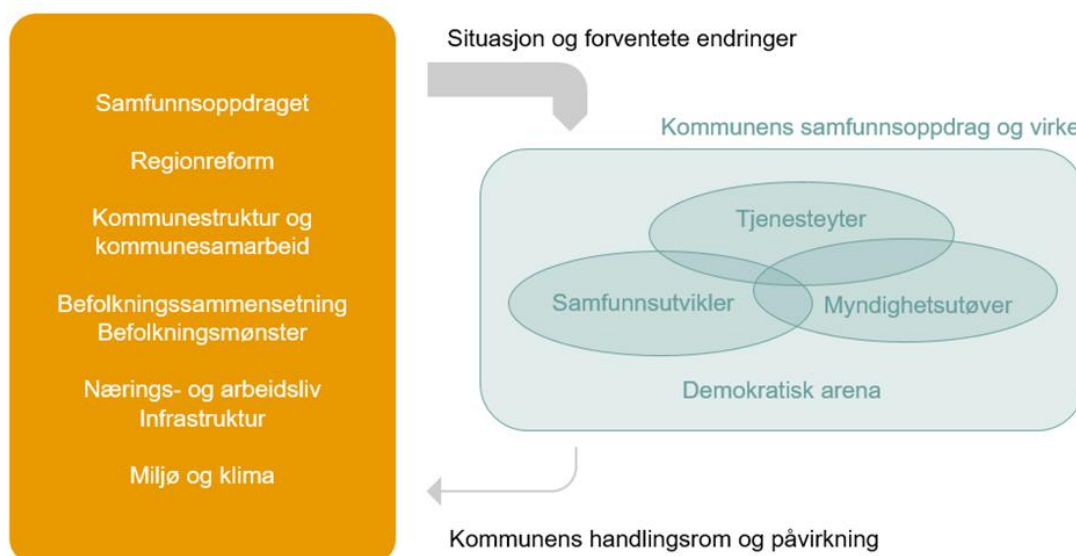 Samfunnsoppdraget
Regionreform
Kommunestruktur og
kommunesamarbeid
Befolkningssammensetning
Befolkningsmønster
Nærings- og arbeidsliv
Infrastruktur
Miljø og klima
Situasjon og forventete endringer
Kommunens samfunnsoppdrag og virke
Tjenesteyter
Samfunnsutvikler
Myndighetsutøver
Demokratisk arena
Kommunens handlingsrom og påvirkning